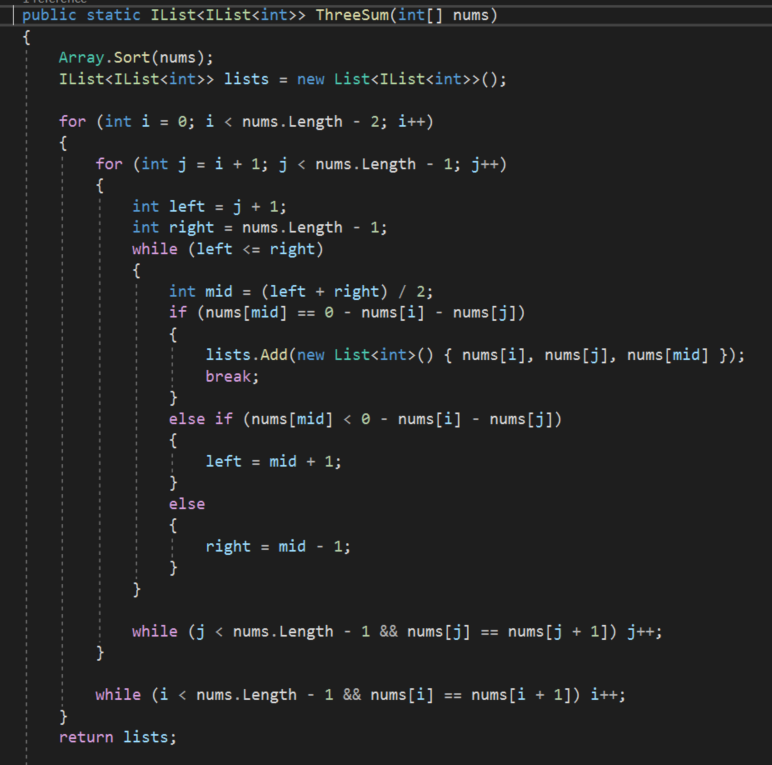 1 reference
public static IList<IList<int>> ThreeSum(int[] nums)
{
Array.Sort(nums);
IList<IList<int>> lists = new List<IList<int>>();
for (int i = 0; i < nums.Length - 2; i++)
{
for (int j = i + 1; j < nums.Length - 1; j++)
{
int left = j + 1;
int right = nums.Length - 1;
while (left <= right)
{
int mid = (left + right) / 2;
if (nums[mid] == 0 - nums[i] - nums[j])
{
lists.Add(new List<int>() { nums[i], nums[j], nums[mid] });
break;
}
else if (nums[mid] < 0 - nums[i] - nums[j])
{
left = mid + 1;
}
else
{
right = mid - 1;
}
}
while (j < nums.Length - 1 && nums[j] == nums[j + 1]) j++;
}
while (i < nums.Length - 1 && nums[i] == nums[i + 1]) i++;
}
return lists;